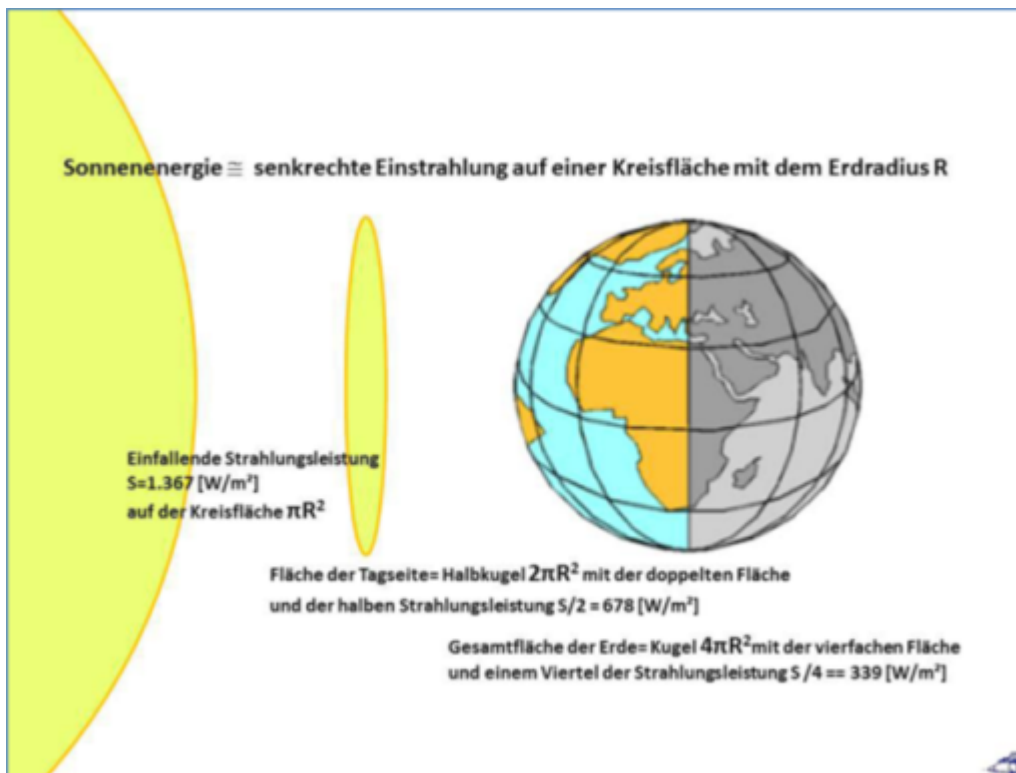 Sonnenenergie ≅ senkrechte Einstrahlung auf einer Kreisfläche mit dem Erdradius R
Einfallende Strahlungsleistung
S=1.367 [W/m²]
auf der Kreisfläche πR²
Fläche der Tagseite= Halbkugel 2πR² mit der doppelten Fläche
und der halben Strahlungsleistung S/2 = 678 [W/m²]
Gesamtfläche der Erde= Kugel 4πR² mit der vierfachen Fläche
und einem Viertel der Strahlungsleistung S /4 == 339 [W/m²]